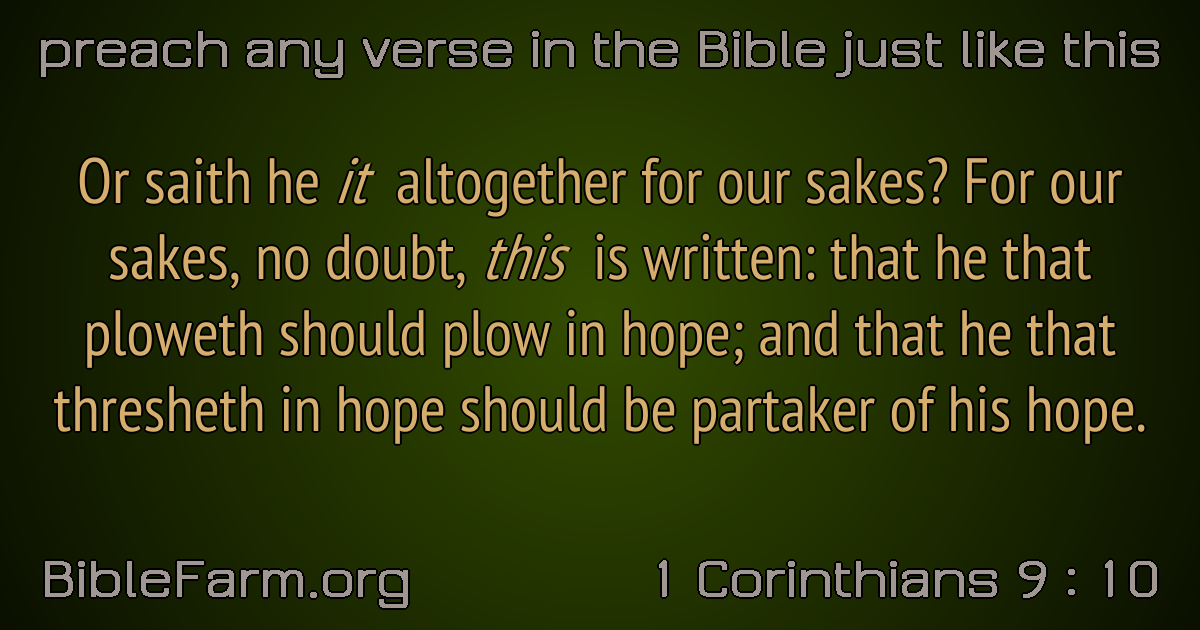 preach any verse in the Bible just like this
Or saith he it altogether for our sakes? For our
sakes, no doubt, this is written: that he that
ploweth should plow in hope; and that he that
thresheth in hope should be partaker of his hope.
BibleFarm.org
1 Corinthians 9 : 10